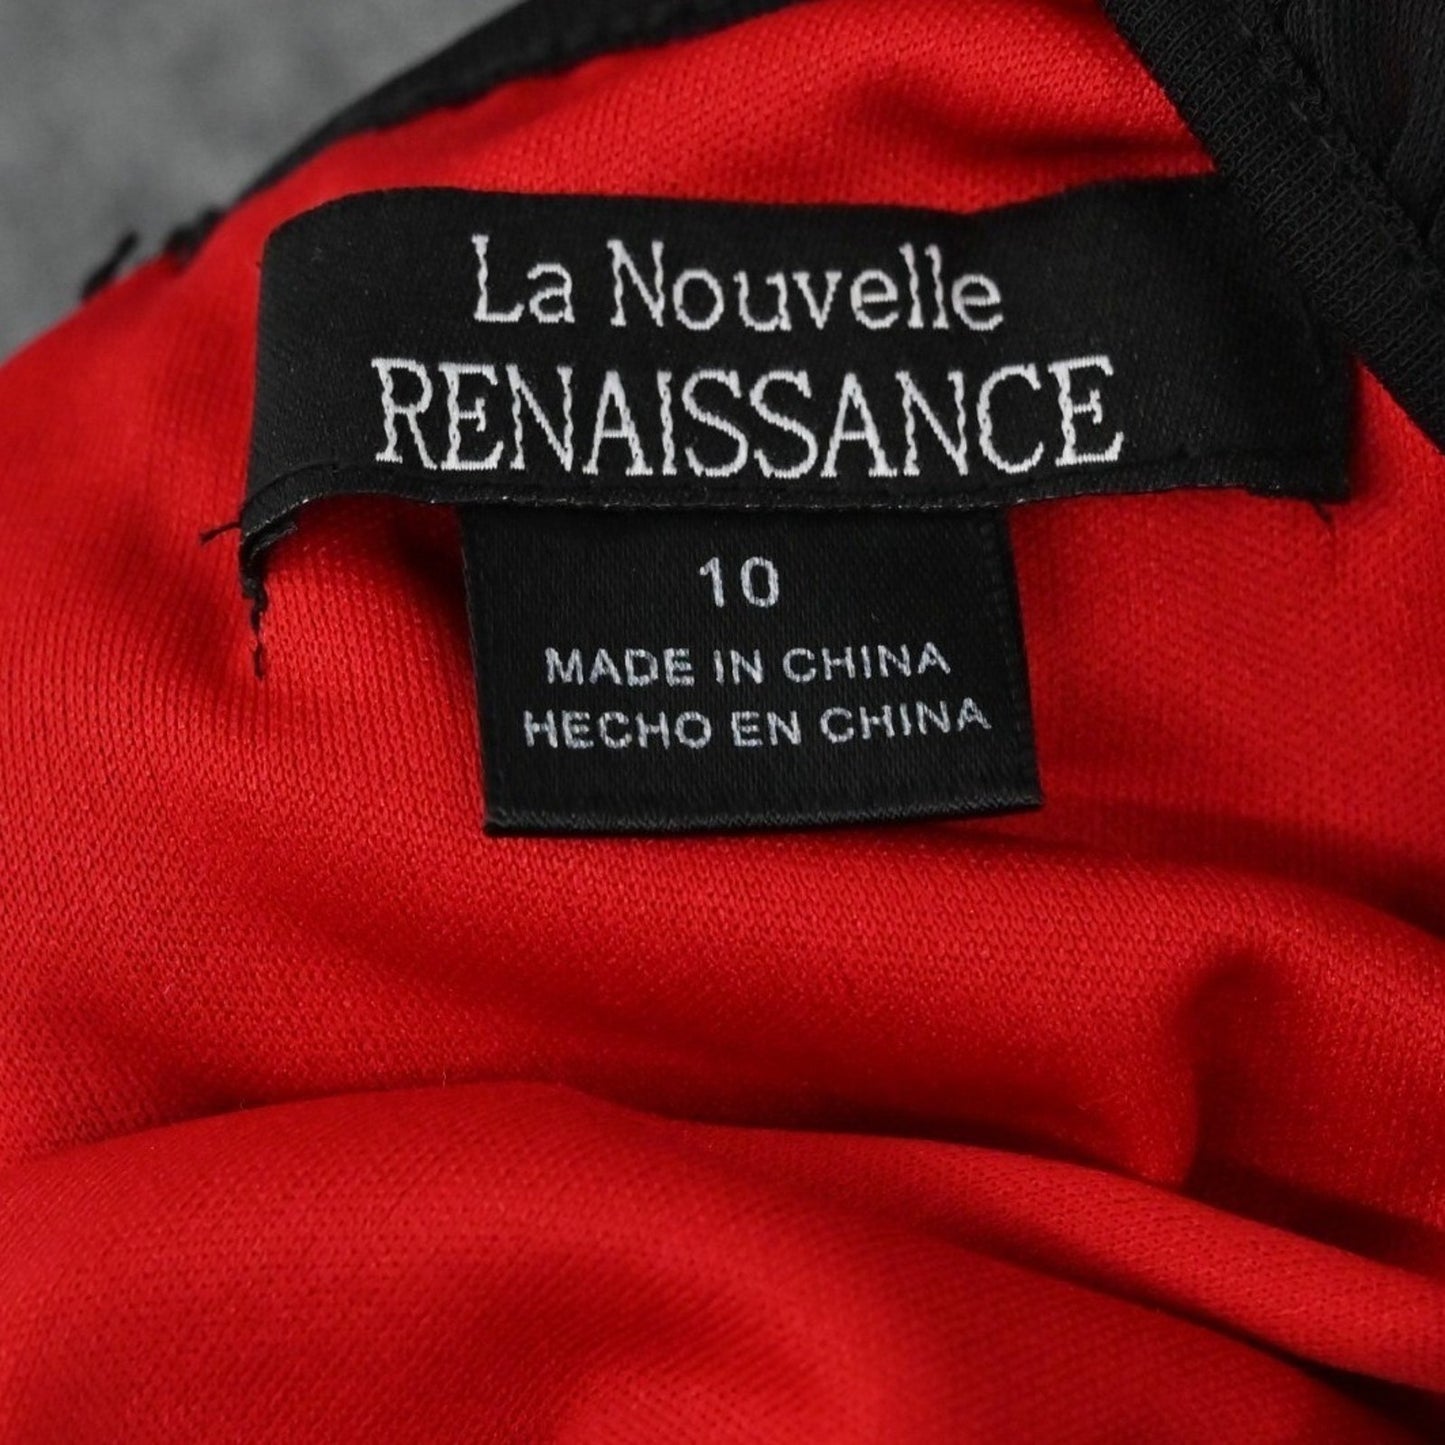 La Nouvelle
RENAISSANCE
10
MADE IN CHINA
HECHO EN CHINA